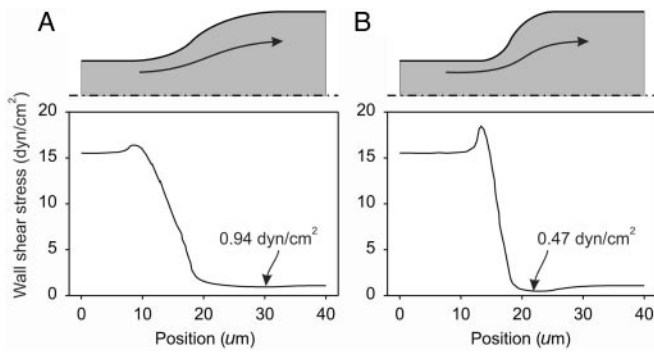 A
B
Wall shear stress (dyn/cm²)
20
15
10
5
0
0.94 dyn/cm²
0 10 20 30 40
Position (um)
20
15
10
5
0
0.47 dyn/cm²
0 10 20 30 40
Position (um)